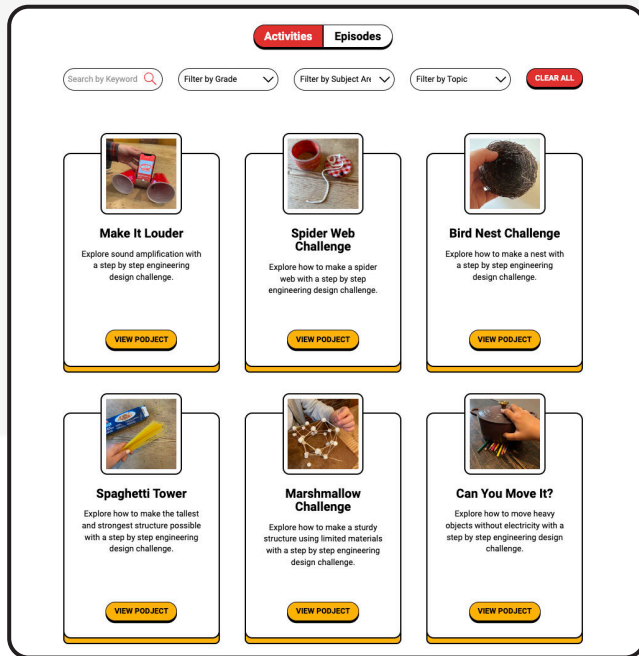 Activities Episodes
Search by Keyword Filter by Grade Filter by Subject Are Filter by Topic CLEAR ALL
Make It Louder
Explore sound amplification with
a step by step engineering
design challenge.
VIEW PODJECT
Spider Web
Challenge
Explore how to make a spider
web with a step by step
engineering design challenge.
VIEW PODJECT
Bird Nest Challenge
Explore how to make a nest with
a step by step engineering
design challenge.
VIEW PODJECT
Spaghetti Tower
Explore how to make the tallest
and strongest structure possible
with a step by step engineering
design challenge.
VIEW PODJECT
Marshmallow
Challenge
Explore how to make a sturdy
structure using limited materials
with a step by step engineering
design challenge.
VIEW PODJECT
Can You Move It?
Explore how to move heavy
objects without electricity with a
step by step engineering design
challenge.
VIEW PODJECT